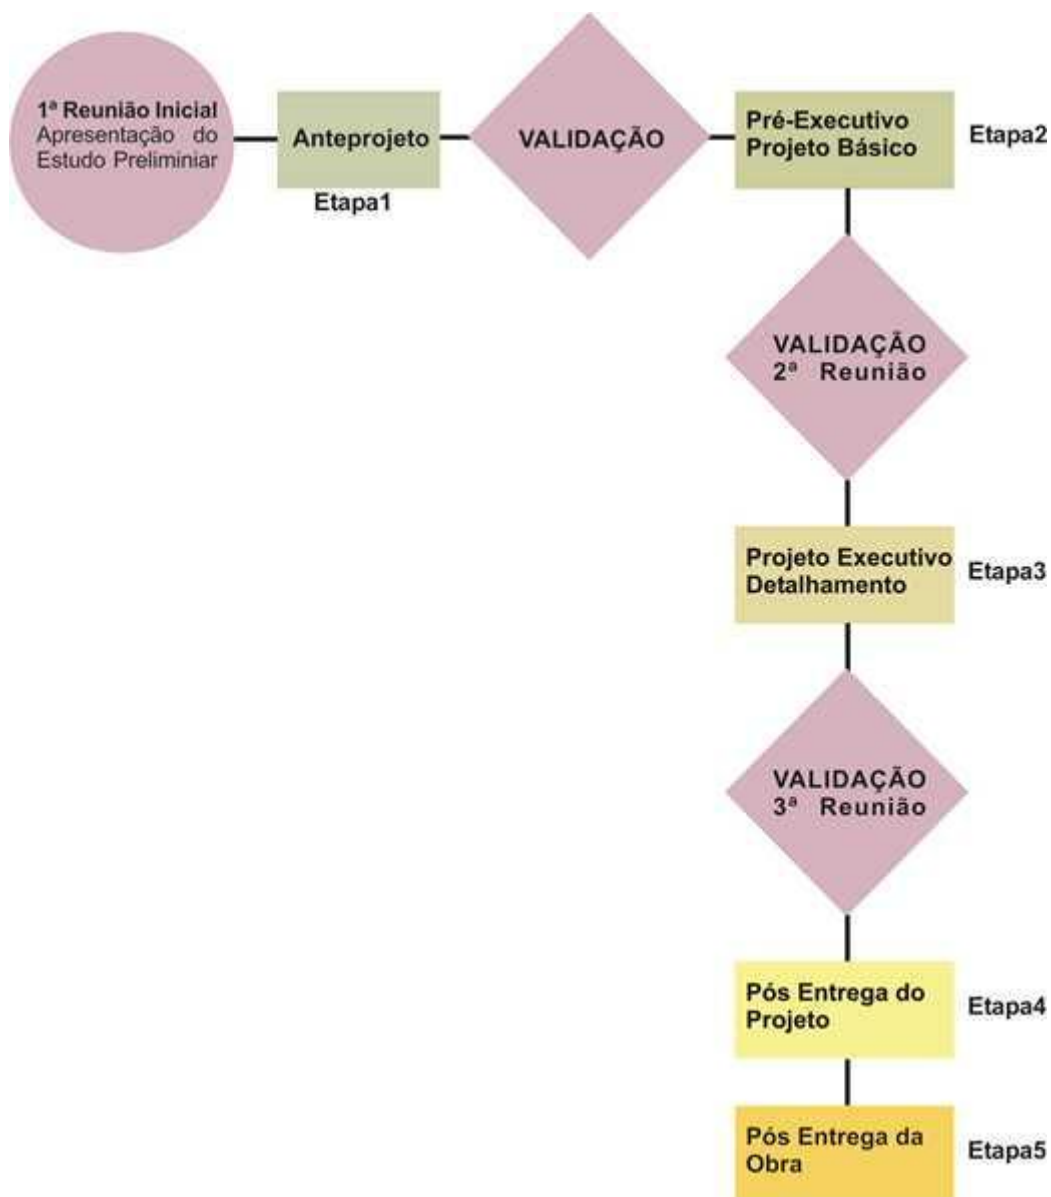 1ª Reunião Inicial
Apresentação do
Estudo Preliminiar
Anteprojeto
Etapa1
VALIDAÇÃO
Pré-Executivo
Projeto Básico
Etapa2
VALIDAÇÃO
2ª Reunião
Projeto Executivo
Detalhamento
Etapa3
VALIDAÇÃO
3ª Reunião
Pós Entrega do
Projeto
Etapa4
Pós Entrega da
Obra
Etapa5